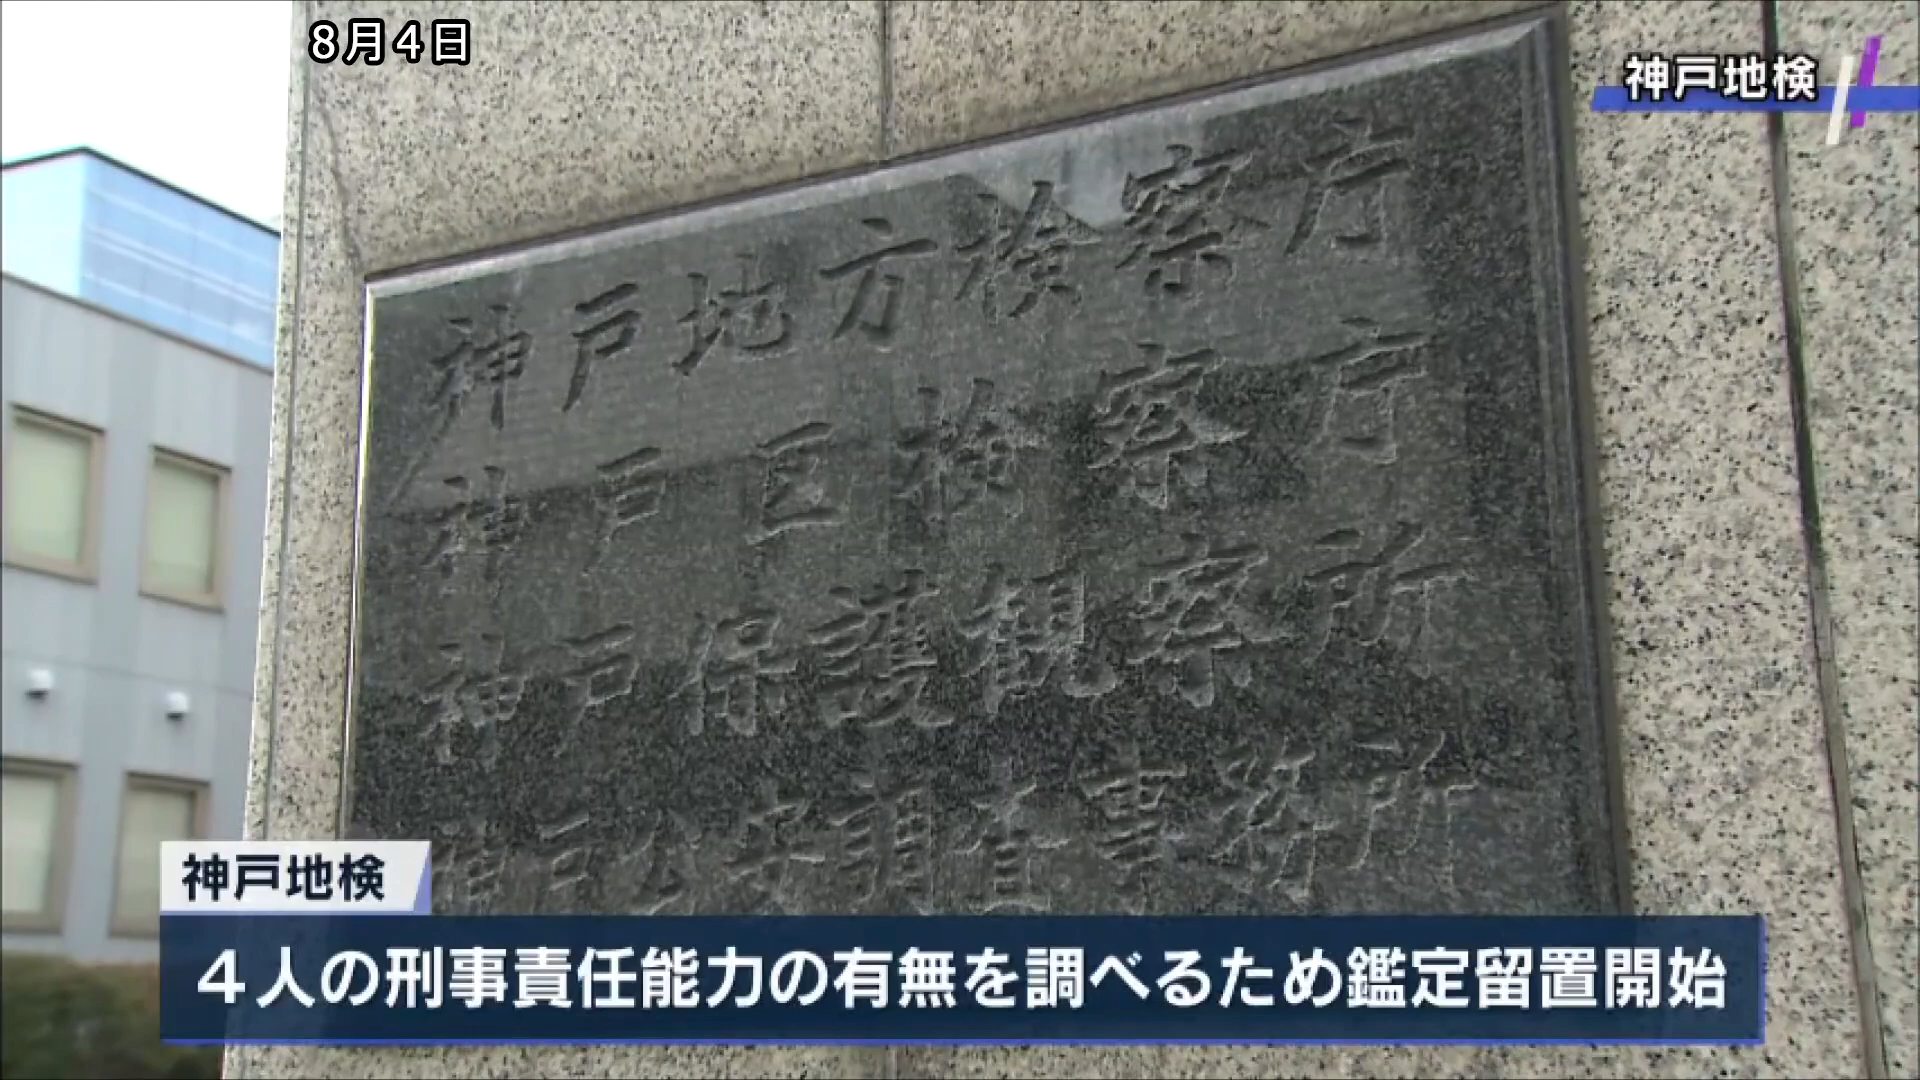 8月4日
神戸地検
神戸地方検察庁
神戸区検察庁
神戸保護観察所
神戸公安調査事務所
神戸地検
4人の刑事責任能力の有無を調べるため鑑定留置開始